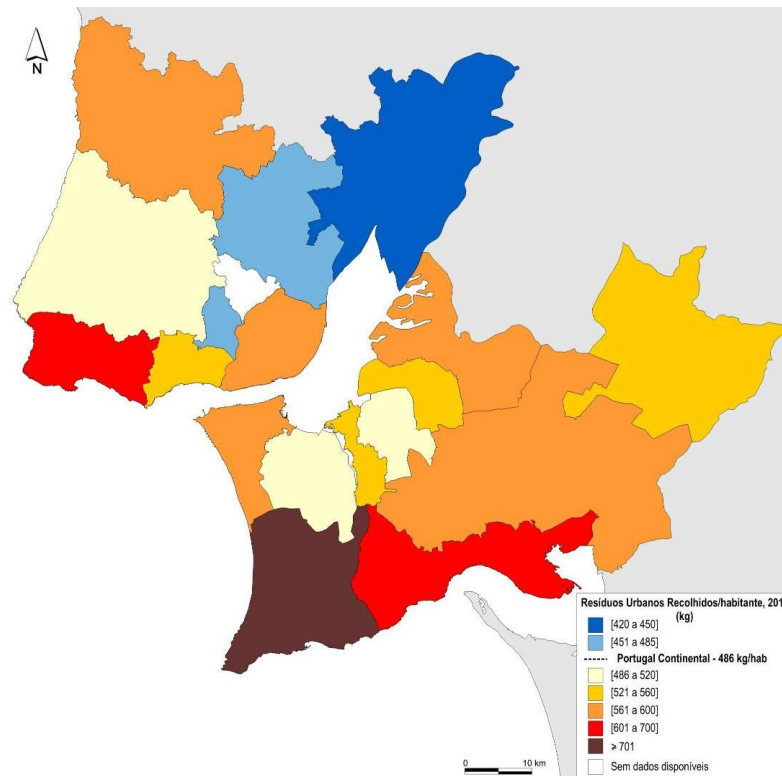 N
Resíduos Urbanos Recolhidos/habitante, 201
(kg)
[420 a 450]
[451 a 485]
Portugal Continental - 486 kg/hab
[486 a 520]
[521 a 560]
[561 a 600]
[601 a 700]
⩾ 701
Sem dados disponíveis
0 10 km